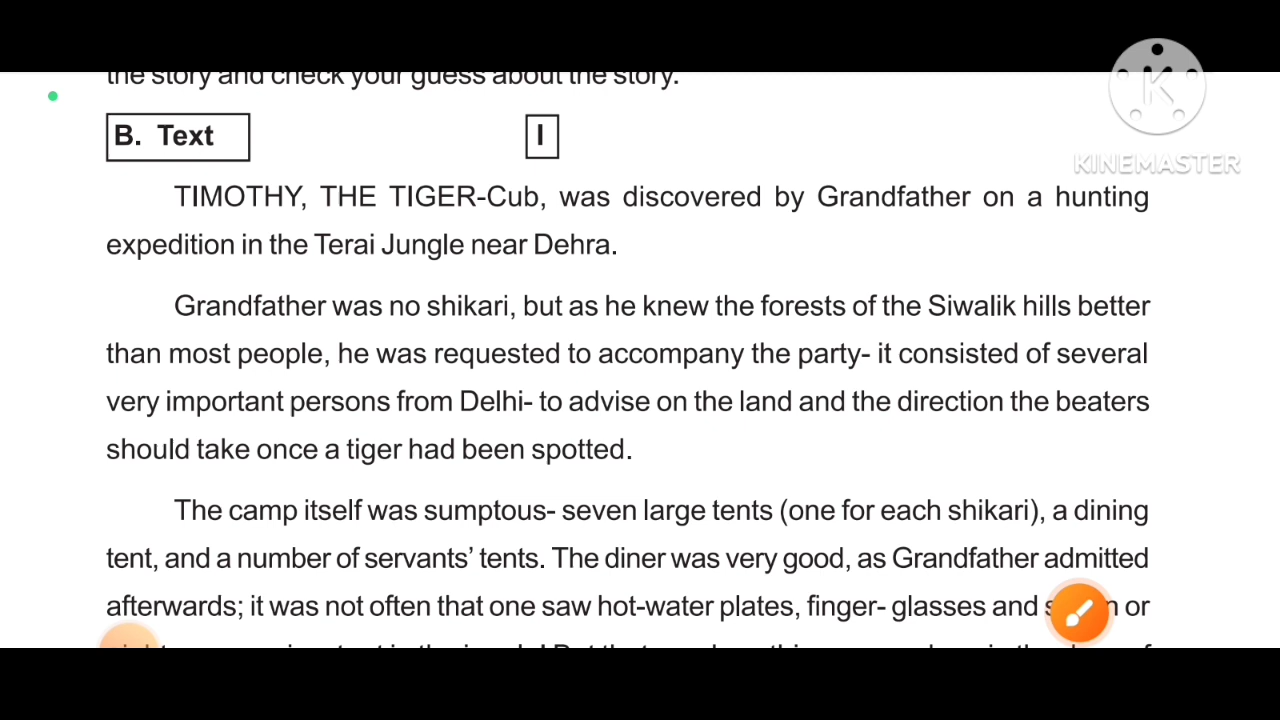 the story and check your guess about the story.
KINEMASTER
B. Text
I
TIMOTHY, THE TIGER-Cub, was discovered by Grandfather on a hunting
expedition in the Terai Jungle near Dehra.
Grandfather was no shikari, but as he knew the forests of the Siwalik hills better
than most people, he was requested to accompany the party- it consisted of several
very important persons from Delhi- to advise on the land and the direction the beaters
should take once a tiger had been spotted.
The camp itself was sumptous- seven large tents (one for each shikari), a dining
tent, and a number of servants’ tents. The diner was very good, as Grandfather admitted
afterwards; it was not often that one saw hot-water plates, finger- glasses and or